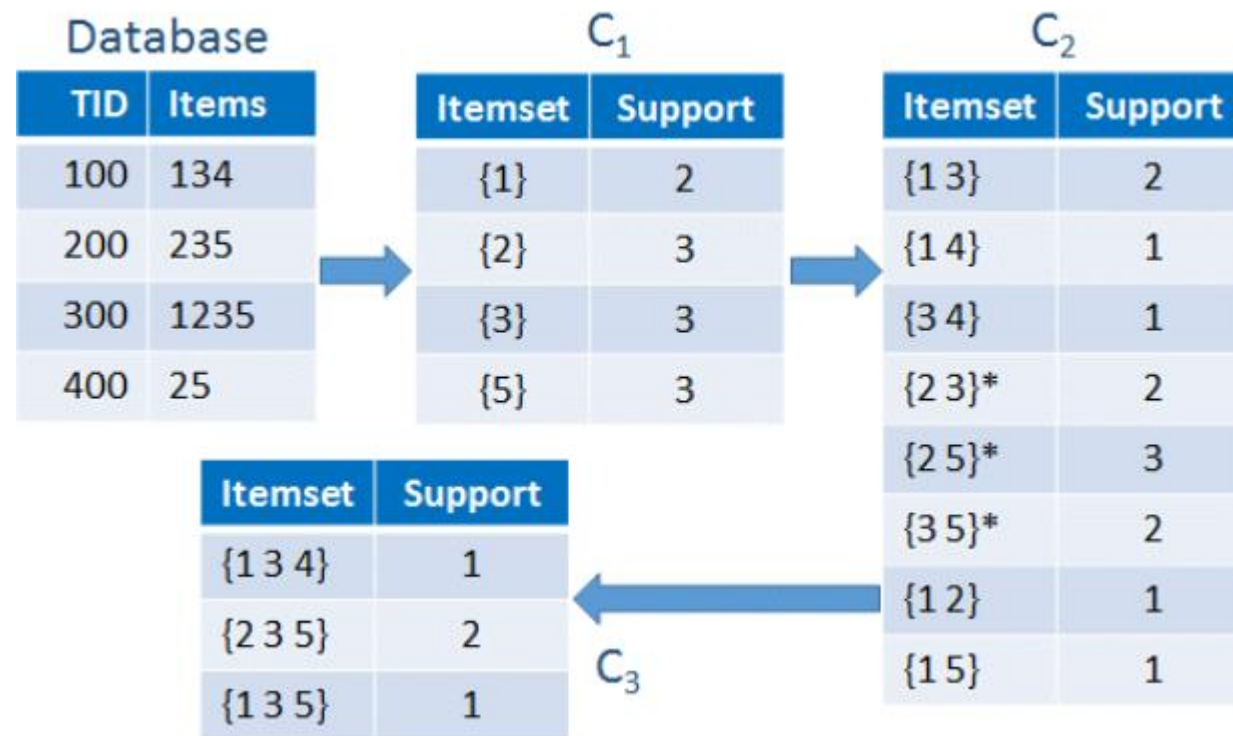 Database
TID Items
100 134
200 235
300 1235
400 25
C₁
Itemset Support
{1} 2
{2} 3
{3} 3
{5} 3
C₂
Itemset Support
{1 3} 2
{1 4} 1
{3 4} 1
{2 3}* 2
{2 5}* 3
{3 5}* 2
{1 2} 1
{1 5} 1
Itemset Support
{1 3 4} 1
{2 3 5} 2
{1 3 5} 1
C₃